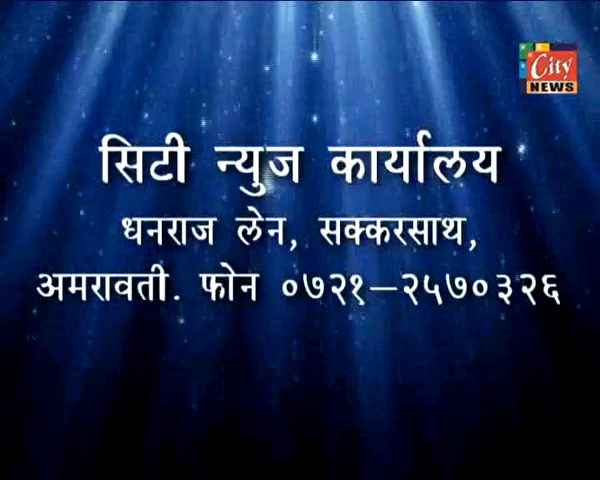 City
NEWS
सिटी न्युज कार्यालय
धनराज लेन, सक्करसाथ,
अमरावती. फोन ०७२१–२५७०३२६